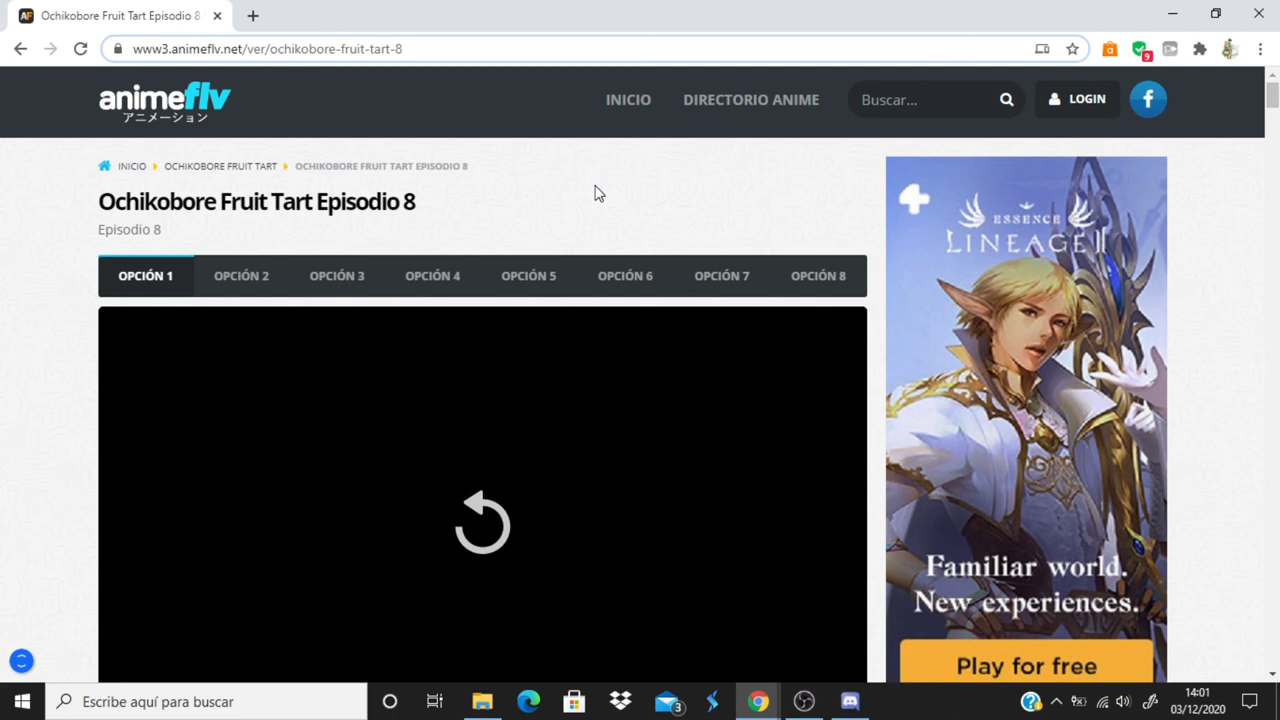 Ochikobore Fruit Tart Episodio 8
www3.animeflv.net/ver/ochikobore-fruit-tart-8
9
animeflv
アニメーション
INICIO
DIRECTORIO ANIME
Buscar...
LOGIN
INICIO
OCHIKOBORE FRUIT TART
OCHIKOBORE FRUIT TART EPISODIO 8
Ochikobore Fruit Tart Episodio 8
Episodio 8
OPCIÓN 1
OPCIÓN 2
OPCIÓN 3
OPCIÓN 4
OPCIÓN 5
OPCIÓN 6
OPCIÓN 7
OPCIÓN 8
ESSENCE
LINEAGE II
Familiar world.
New experiences.
Play for free
Escribe aquí para buscar
3
14:01
03/12/2020